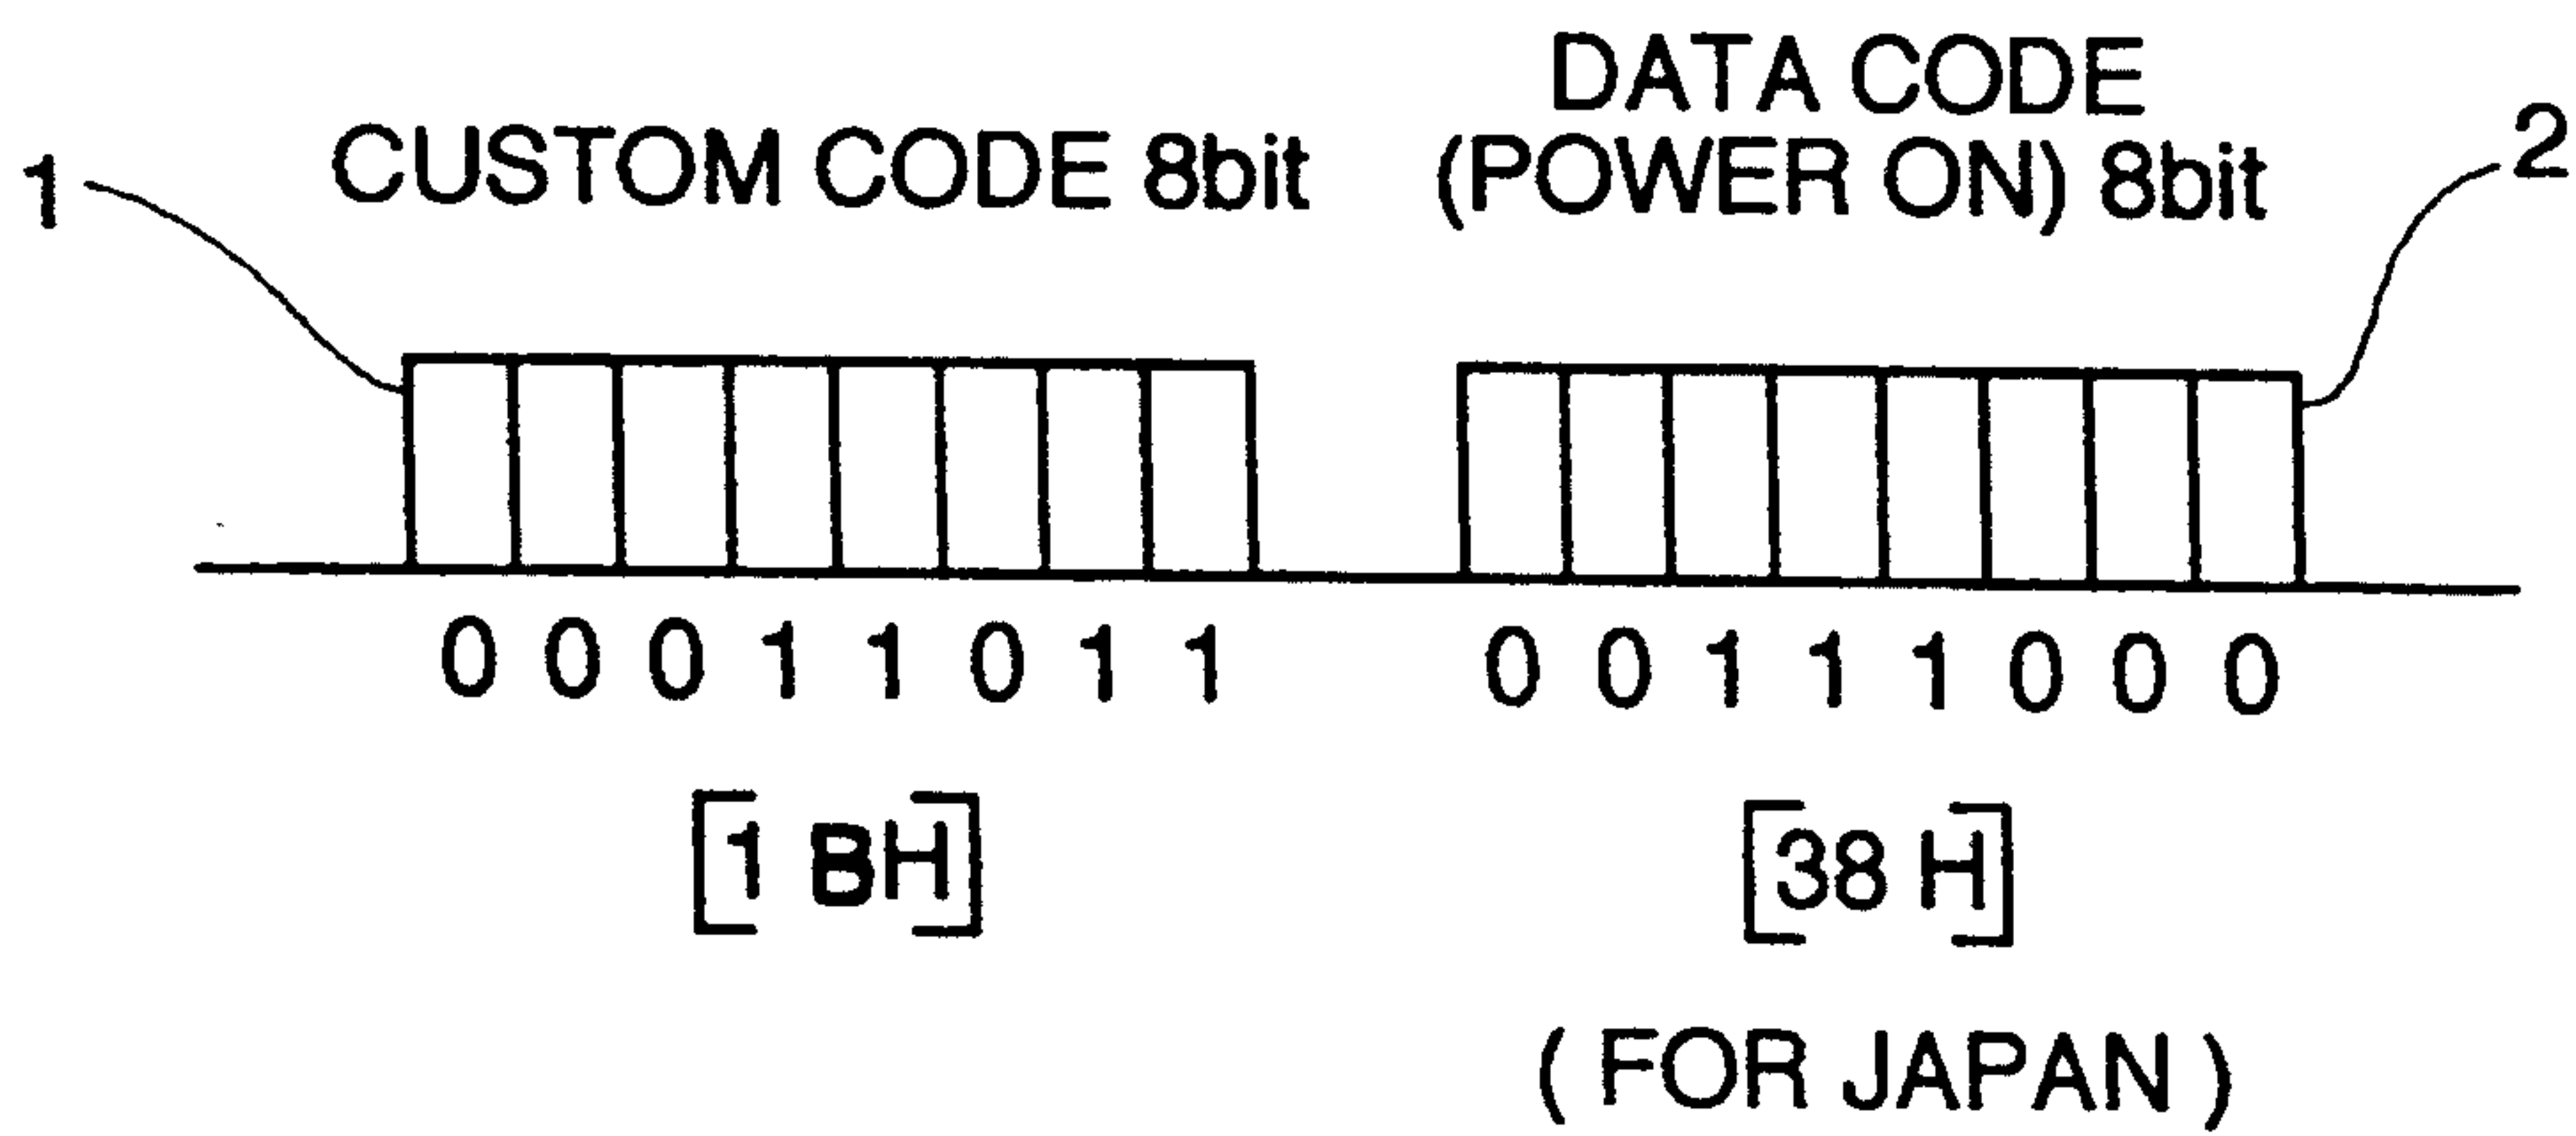 DATA CODE
1 CUSTOM CODE 8bit (POWER ON) 8bit 2
0 0 0 1 1 0 1 1 0 0 1 1 1 0 0 0
[1 BH] [38 H]
( FOR JAPAN )